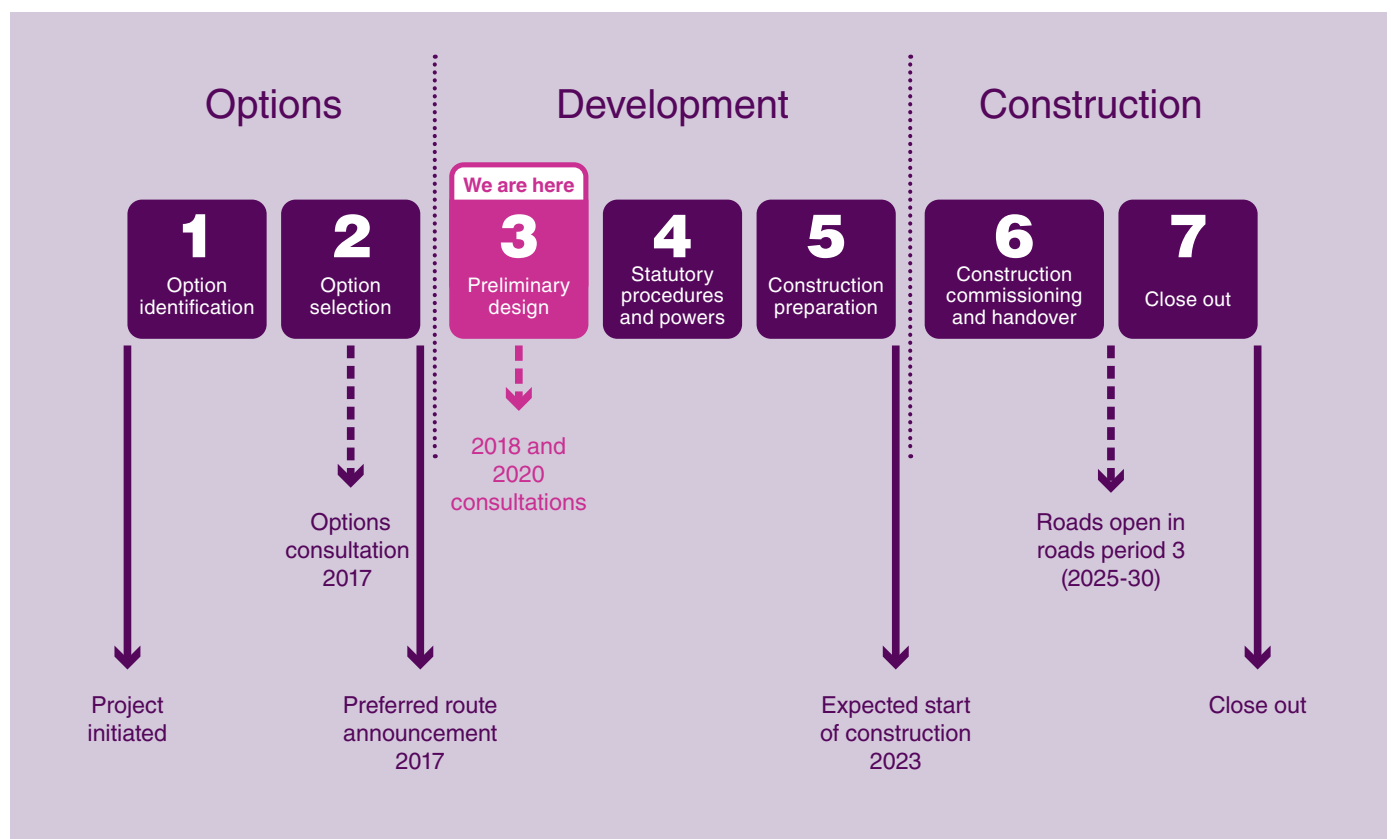 Options
Development
Construction
We are here
1
Option
identification
2
Option
selection
3
Preliminary
design
4
Statutory
procedures
and powers
5
Construction
preparation
6
Construction
commissioning
and handover
7
Close out
2018 and
2020
consultations
Options
consultation
2017
Roads open in
roads period 3
(2025-30)
Project
initiated
Preferred route
announcement
2017
Expected start
of construction
2023
Close out